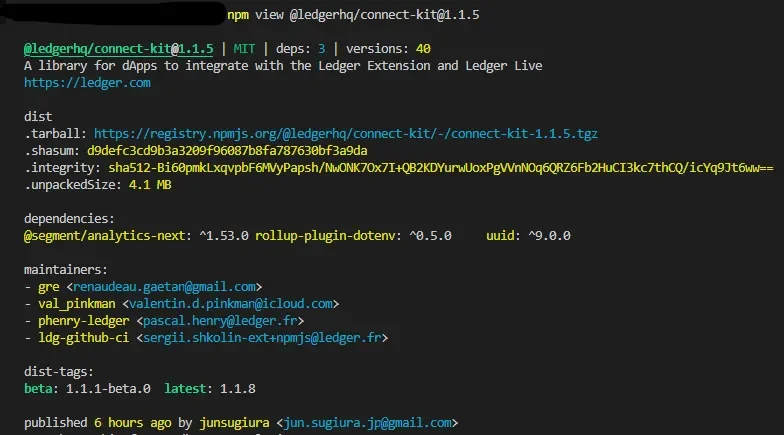 npm view @ledgerhq/connect-kit@1.1.5
@ledgerhq/connect-kit@1.1.5 | MIT | deps: 3 | versions: 40
A library for dApps to integrate with the Ledger Extension and Ledger Live
https://ledger.com
dist
.tarball: https://registry.npmjs.org/@ledgerhq/connect-kit/-/connect-kit-1.1.5.tgz
.shasum: d9defc3cd9b3a3209f96087b8fa787630bf3a9da
.integrity: sha512-Bi60pmkLxqvpbF6MVyPapsh/NwONK7Ox7I+QB2KDYurwUoxPgVVnNOq6QRZ6Fb2HuCI3kc7thCQ/icYq9Jt6ww==
.unpackedSize: 4.1 MB
dependencies:
@segment/analytics-next: ^1.53.0 rollup-plugin-dotenv: ^0.5.0 uuid: ^9.0.0
maintainers:
- gre <renaudeau.gaetan@gmail.com>
- val_pinkman <valentin.d.pinkman@icloud.com>
- phenry-ledger <pascal.henry@ledger.fr>
- ldg-github-ci <sergii.shkolin-ext+npmjs@ledger.fr>
dist-tags:
beta: 1.1.1-beta.0 latest: 1.1.8
published 6 hours ago by junsugiura <jun.sugiura.jp@gmail.com>